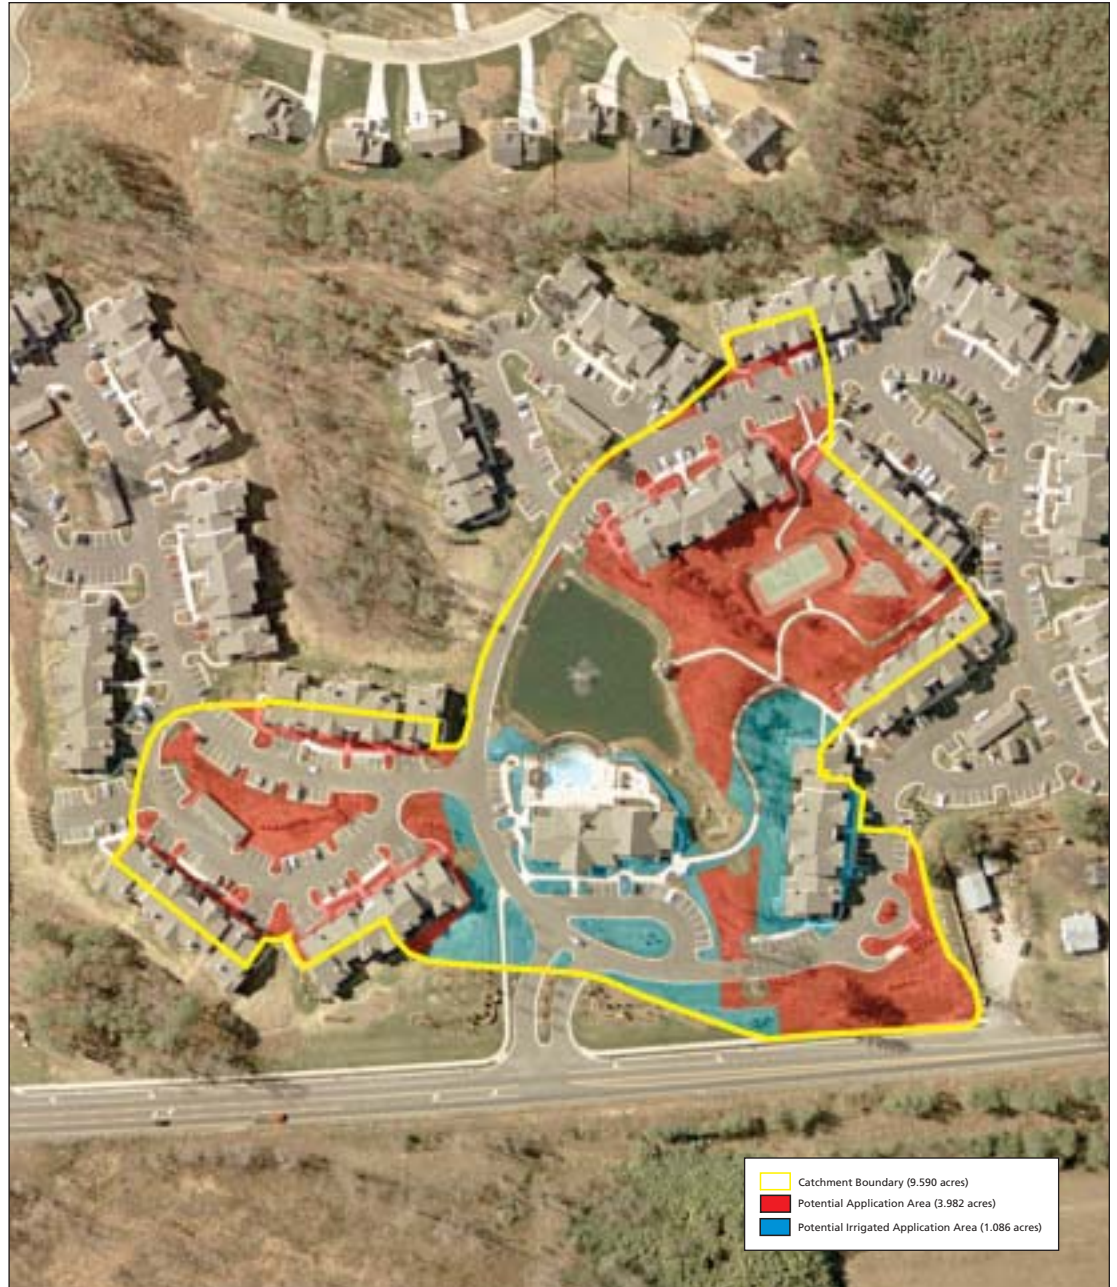 Catchment Boundary (9.590 acres)
Potential Application Area (3.982 acres)
Potential Irrigated Application Area (1.086 acres)